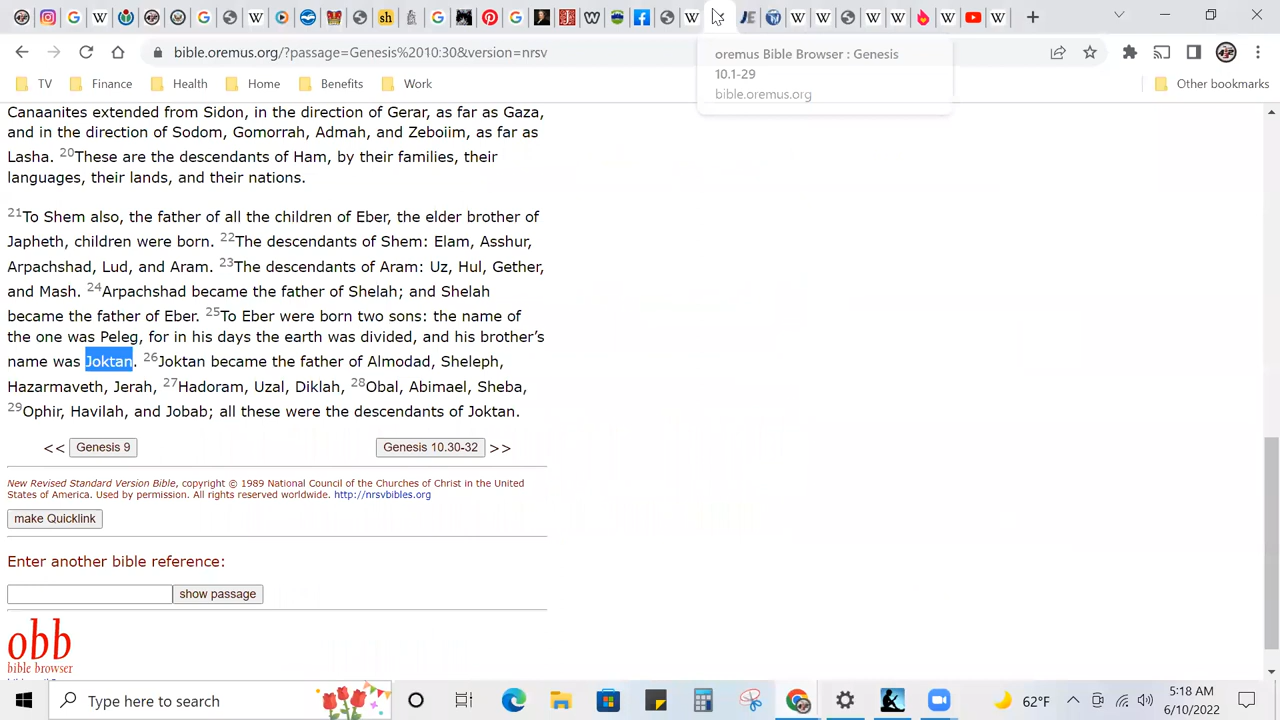 bible.oremus.org/?passage=Genesis%2010:30&version=nrsv
oremus Bible Browser : Genesis
10.1-29
bible.oremus.org
TV
Finance
Health
Home
Benefits
Work
Other bookmarks
Canaanites extended from Sidon, in the direction of Gerar, as far as Gaza,
and in the direction of Sodom, Gomorrah, Admah, and Zeboiim, as far as
Lasha. 20These are the descendants of Ham, by their families, their
languages, their lands, and their nations.
21To Shem also, the father of all the children of Eber, the elder brother of
Japheth, children were born. 22The descendants of Shem: Elam, Asshur,
Arpachshad, Lud, and Aram. 23The descendants of Aram: Uz, Hul, Gether,
and Mash. 24Arpachshad became the father of Shelah; and Shelah
became the father of Eber. 25To Eber were born two sons: the name of
the one was Peleg, for in his days the earth was divided, and his brother’s
name was Joktan. 26Joktan became the father of Almodad, Sheleph,
Hazarmaveth, Jerah, 27Hadoram, Uzal, Diklah, 28Obal, Abimael, Sheba,
29Ophir, Havilah, and Jobab; all these were the descendants of Joktan.
<< Genesis 9 Genesis 10.30-32 >>
New Revised Standard Version Bible, copyright © 1989 National Council of the Churches of Christ in the United
States of America. Used by permission. All rights reserved worldwide. http://nrsvbibles.org
make Quicklink
Enter another bible reference:
show passage
obb
bible browser
Type here to search
62°F
5:18 AM
6/10/2022